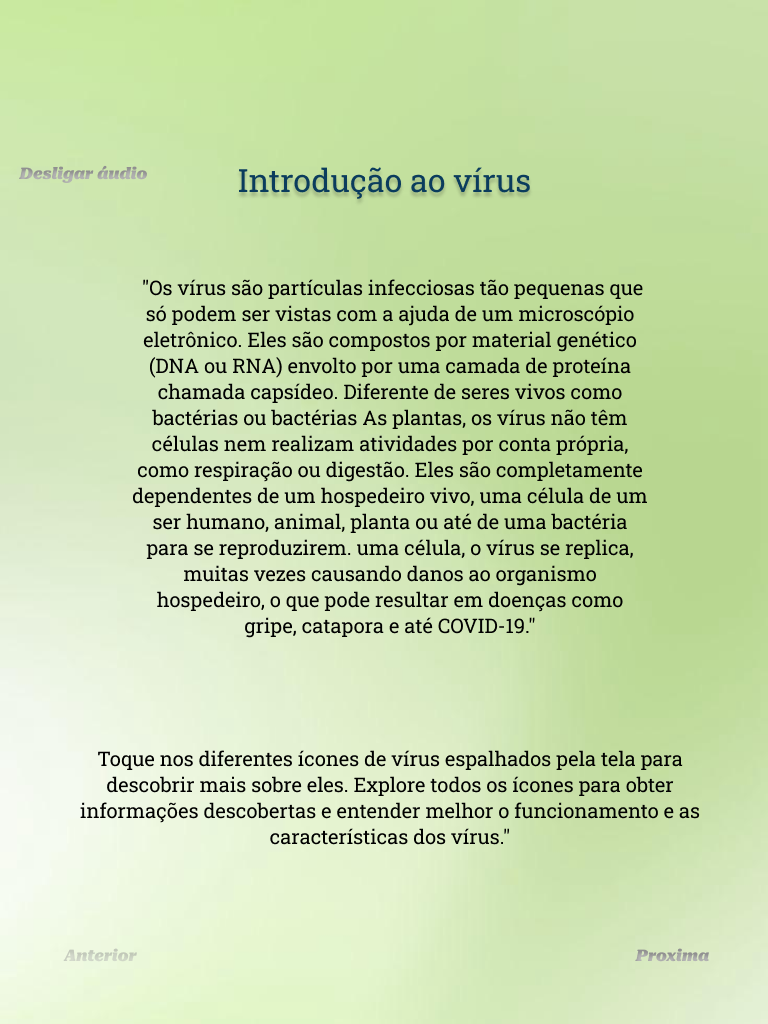 Desligar áudio
Introdução ao vírus
"Os vírus são partículas infecciosas tão pequenas que
só podem ser vistas com a ajuda de um microscópio
eletrônico. Eles são compostos por material genético
(DNA ou RNA) envolto por uma camada de proteína
chamada capsídeo. Diferente de seres vivos como
bactérias ou bactérias As plantas, os vírus não têm
células nem realizam atividades por conta própria,
como respiração ou digestão. Eles são completamente
dependentes de um hospedeiro vivo, uma célula de um
ser humano, animal, planta ou até de uma bactéria
para se reproduzirem. uma célula, o vírus se replica,
muitas vezes causando danos ao organismo
hospedeiro, o que pode resultar em doenças como
gripe, catapora e até COVID-19."
Toque nos diferentes ícones de vírus espalhados pela tela para
descobrir mais sobre eles. Explore todos os ícones para obter
informações descobertas e entender melhor o funcionamento e as
características dos vírus."
Anterior
Proxima